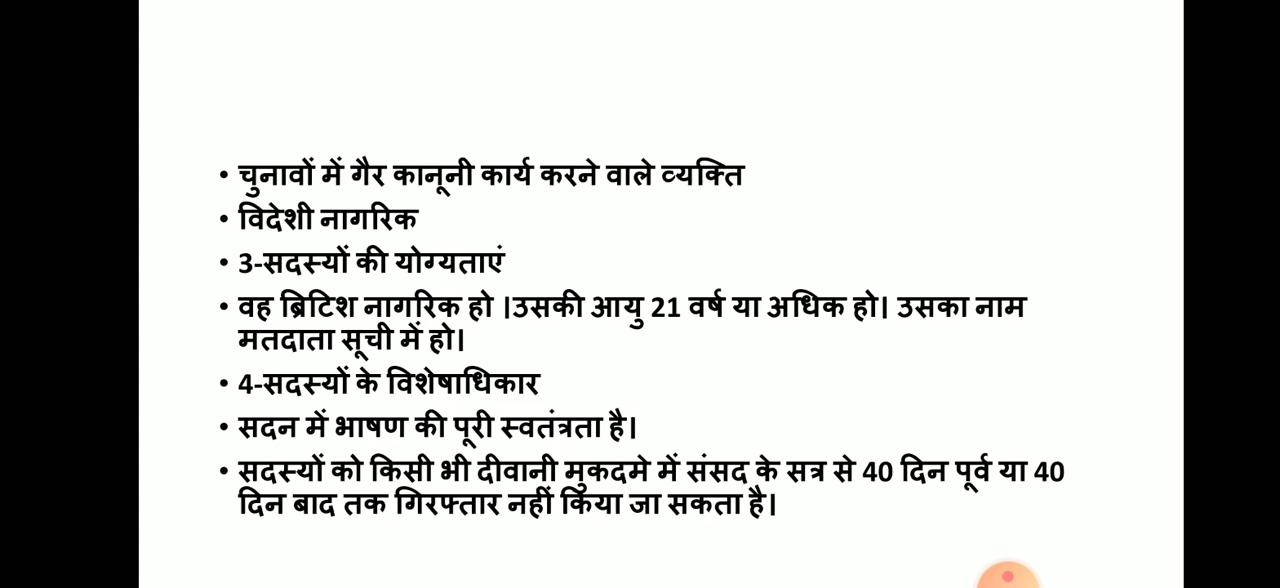 • चुनावों में गैर कानूनी कार्य करने वाले व्यक्ति
• विदेशी नागरिक
• 3-सदस्यों की योग्यताएं
• वह ब्रिटिश नागरिक हो ।उसकी आयु 21 वर्ष या अधिक हो। उसका नाम
मतदाता सूची में हो।
• 4-सदस्यों के विशेषाधिकार
• सदन में भाषण की पूरी स्वतंत्रता है।
• सदस्यों को किसी भी दीवानी मुकदमे में संसद के सत्र से 40 दिन पूर्व या 40
दिन बाद तक गिरफ्तार नहीं किया जा सकता है।